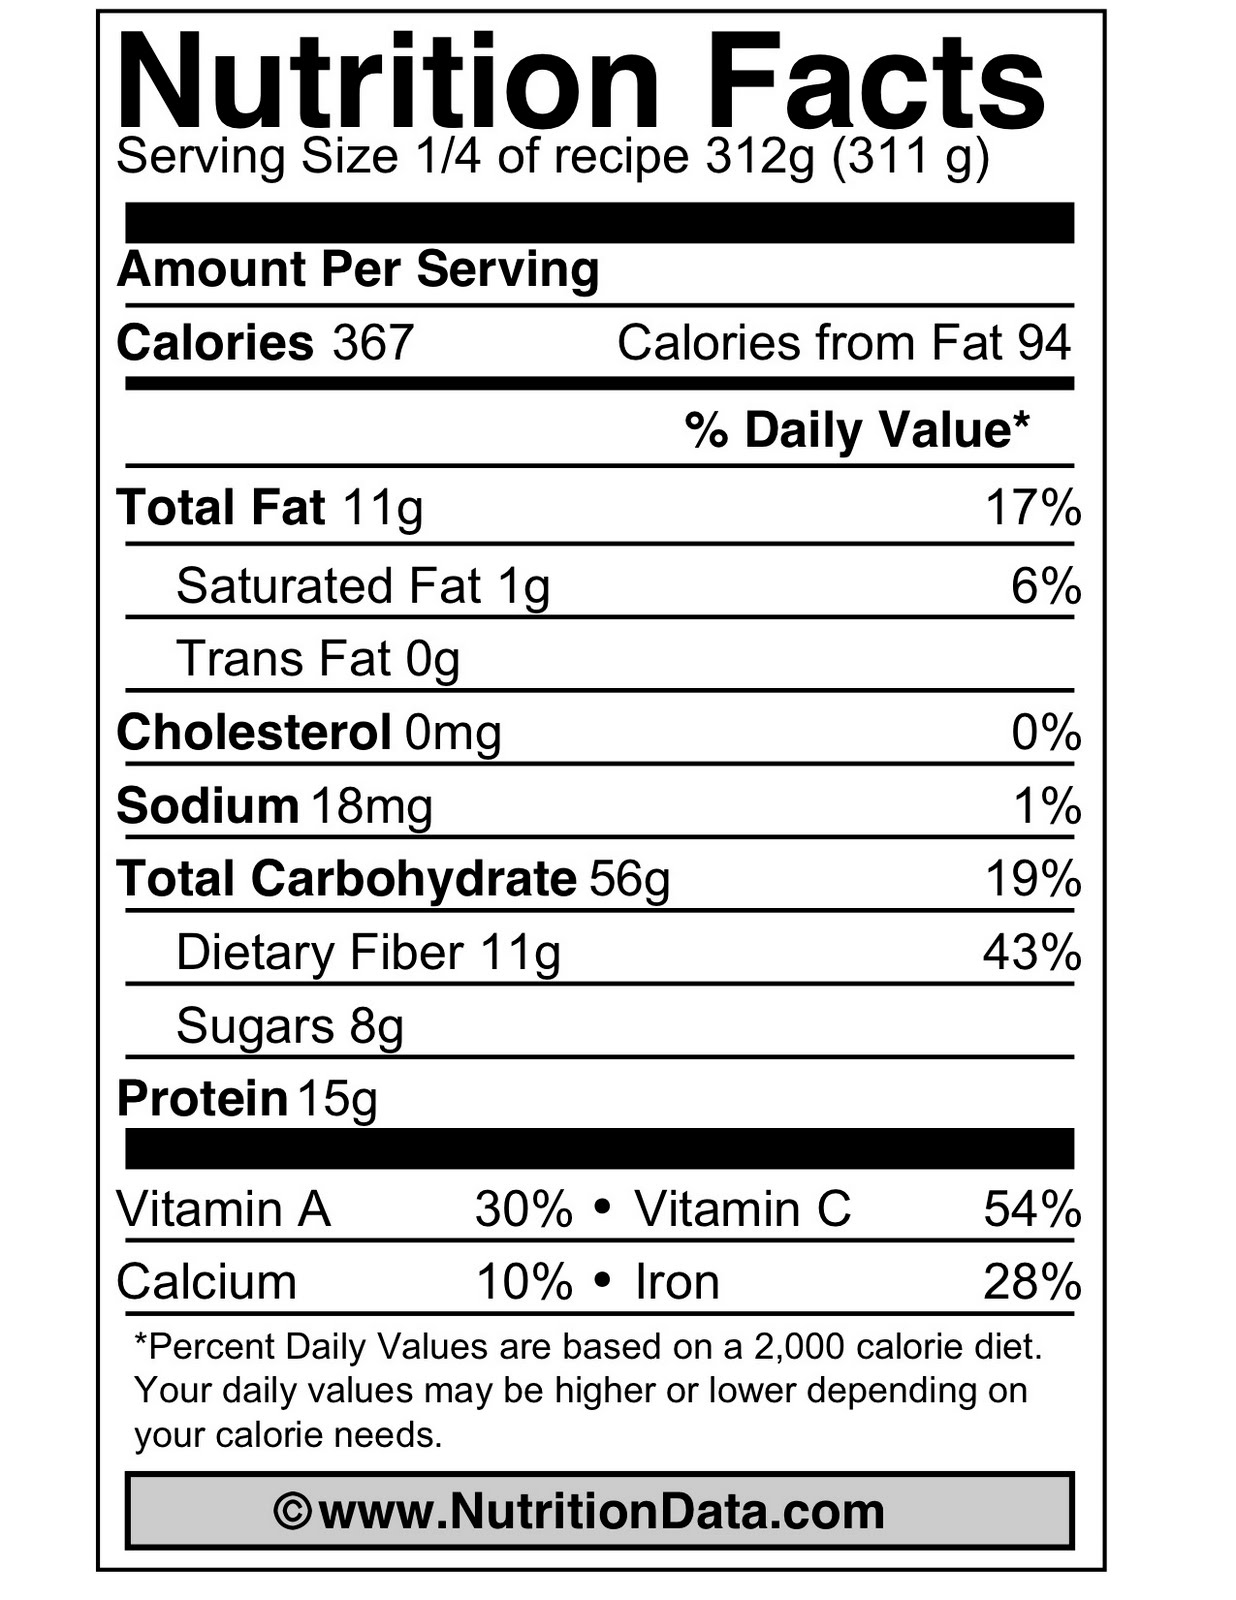 Nutrition Facts
Serving Size 1/4 of recipe 312g (311 g)
Amount Per Serving
Calories 367 Calories from Fat 94
% Daily Value*
Total Fat 11g 17%
Saturated Fat 1g 6%
Trans Fat 0g
Cholesterol 0mg 0%
Sodium 18mg 1%
Total Carbohydrate 56g 19%
Dietary Fiber 11g 43%
Sugars 8g
Protein 15g
Vitamin A 30% • Vitamin C 54%
Calcium 10% • Iron 28%
*Percent Daily Values are based on a 2,000 calorie diet.
Your daily values may be higher or lower depending on
your calorie needs.
©www.NutritionData.com